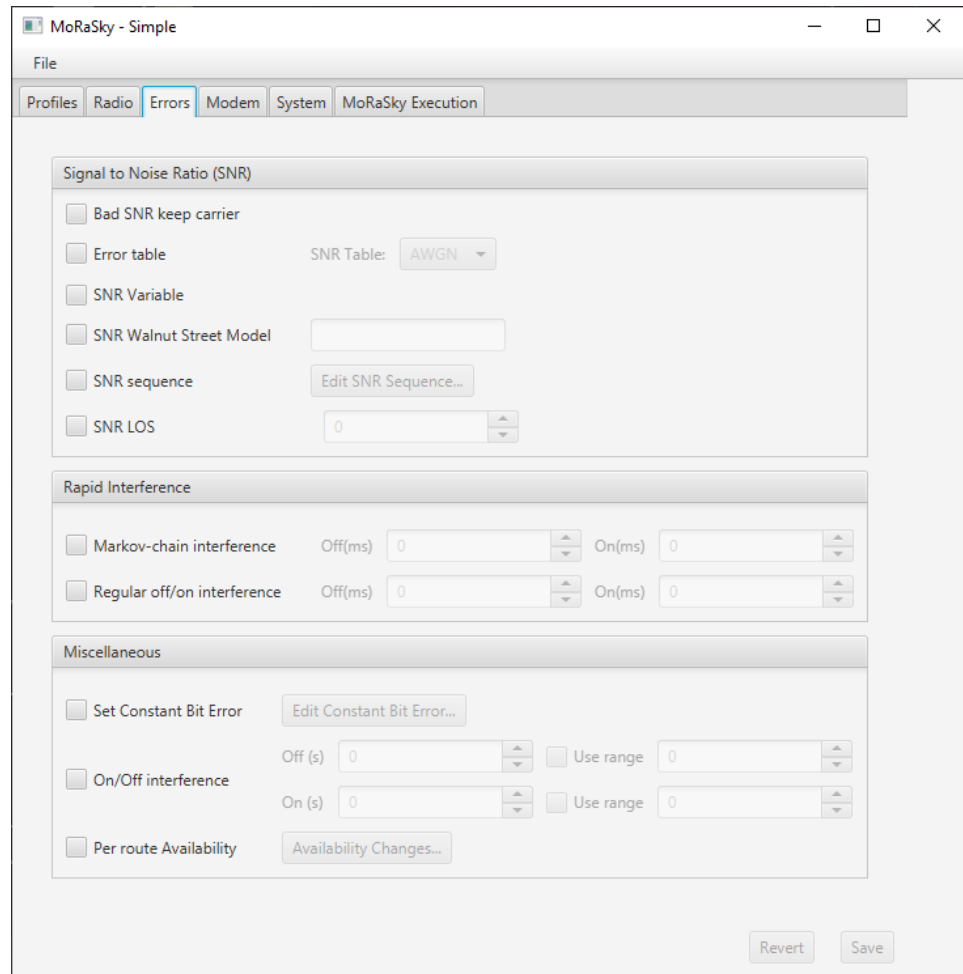 MoRaSky - Simple
File
Profiles Radio Errors Modem System MoRaSky Execution
Signal to Noise Ratio (SNR)
Bad SNR keep carrier
Error table SNR Table: AWGN
SNR Variable
SNR Walnut Street Model
SNR sequence Edit SNR Sequence...
SNR LOS 0
Rapid Interference
Markov-chain interference Off(ms) 0 On(ms) 0
Regular off/on interference Off(ms) 0 On(ms) 0
Miscellaneous
Set Constant Bit Error Edit Constant Bit Error...
Off (s) 0 Use range 0
On/Off interference
On (s) 0 Use range 0
Per route Availability Availability Changes...
Revert Save